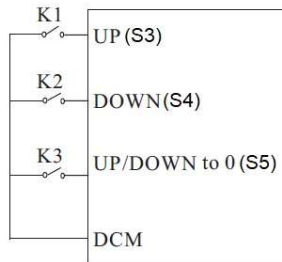 K1
UP (S3)
K2
DOWN(S4)
K3
UP/DOWN to 0 (S5)
DCM